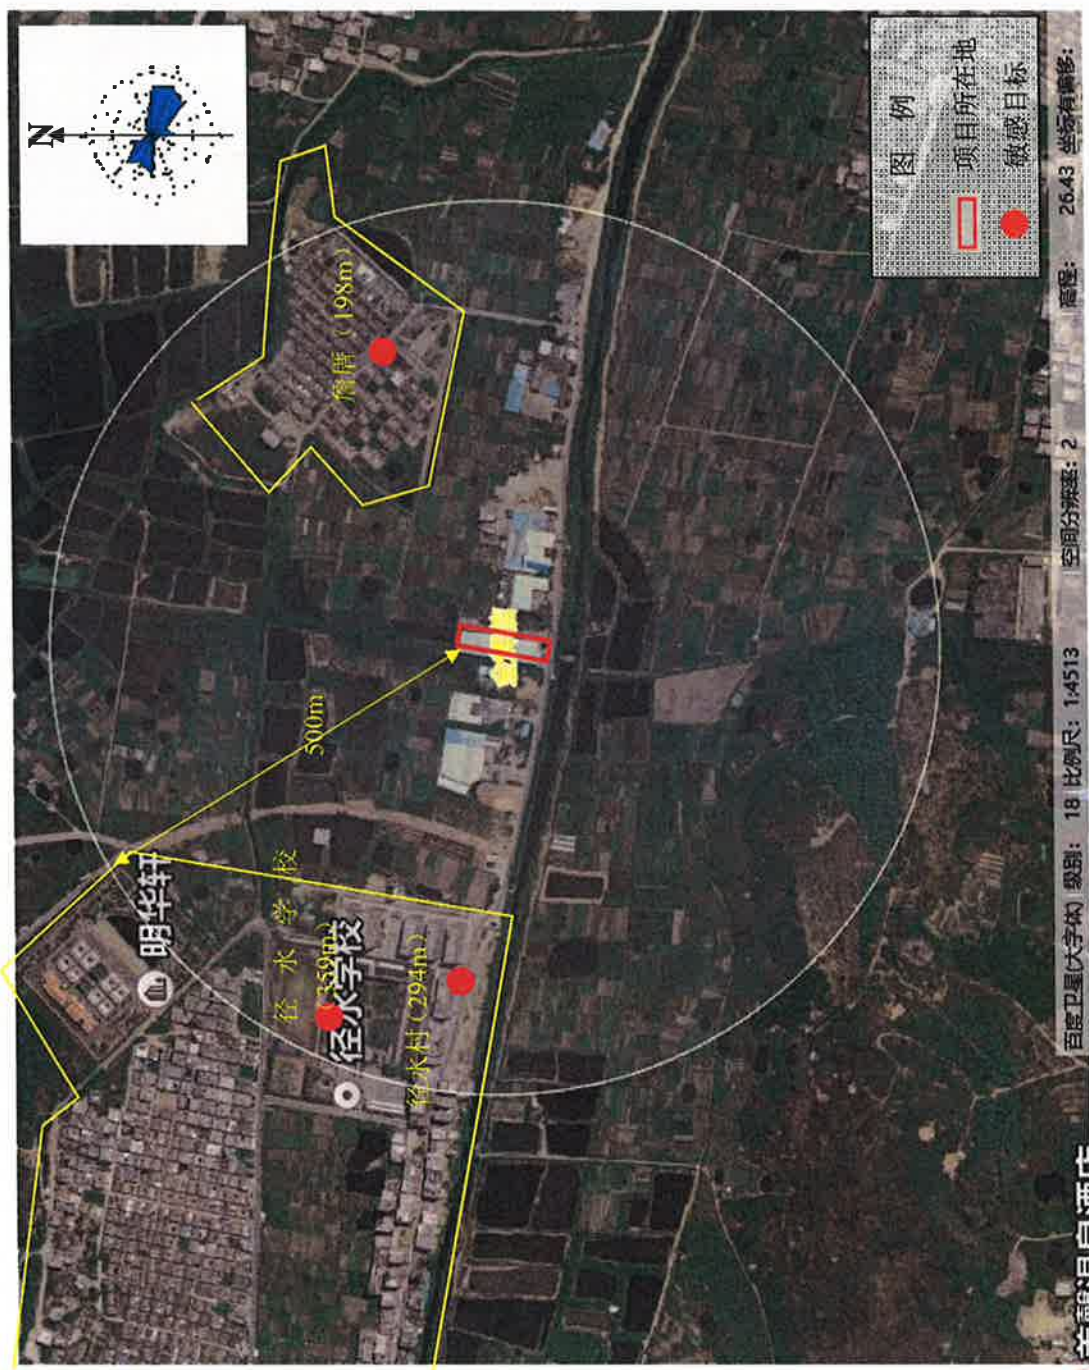 N
图 例
项目所在地
敏感目标
詹厝（198m）
500m
明华轩
径 水 学 校
359m）
径水学校
径水村（294m）
百度卫星(大字体) 级别： 18 比例尺： 1:4513 空间分辨率： 2 高程： 26.43 坐标有偏移：